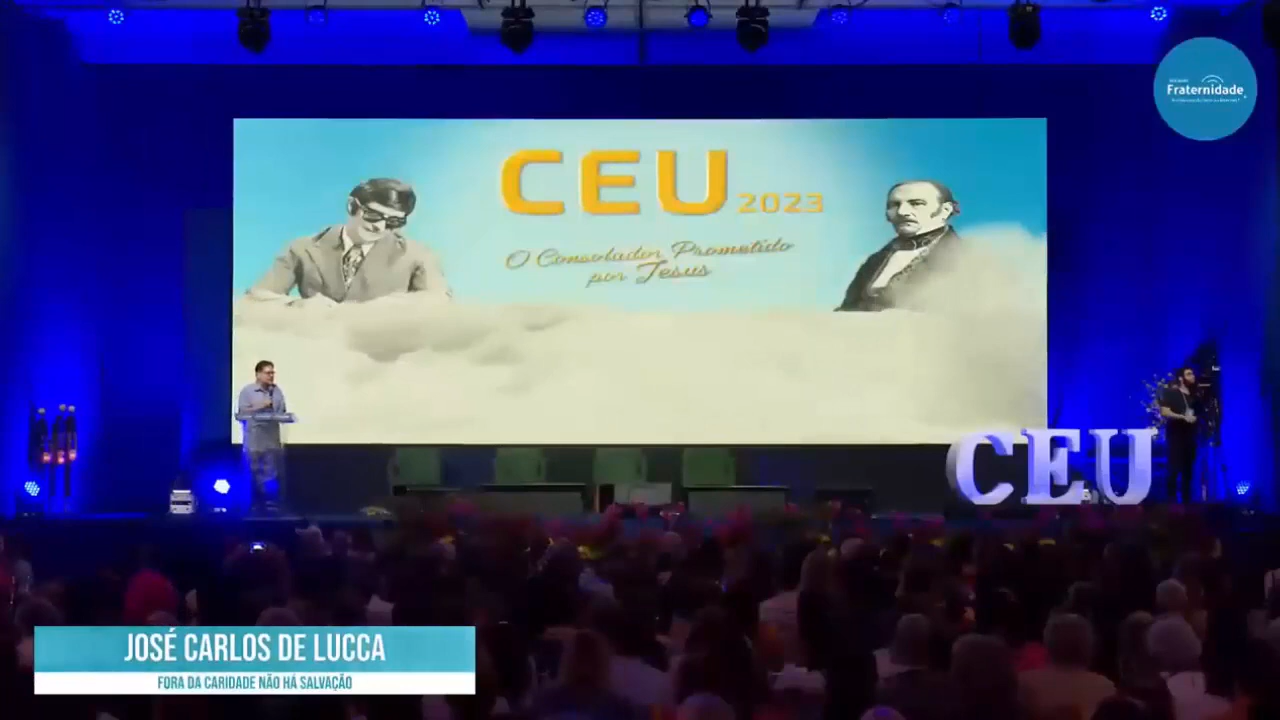 Fraternidade
CEU 2023
O Consolador Prometido
por Jesus
CEU
JOSÉ CARLOS DE LUCCA
FORA DA CARIDADE NÃO HÁ SALVAÇÃO